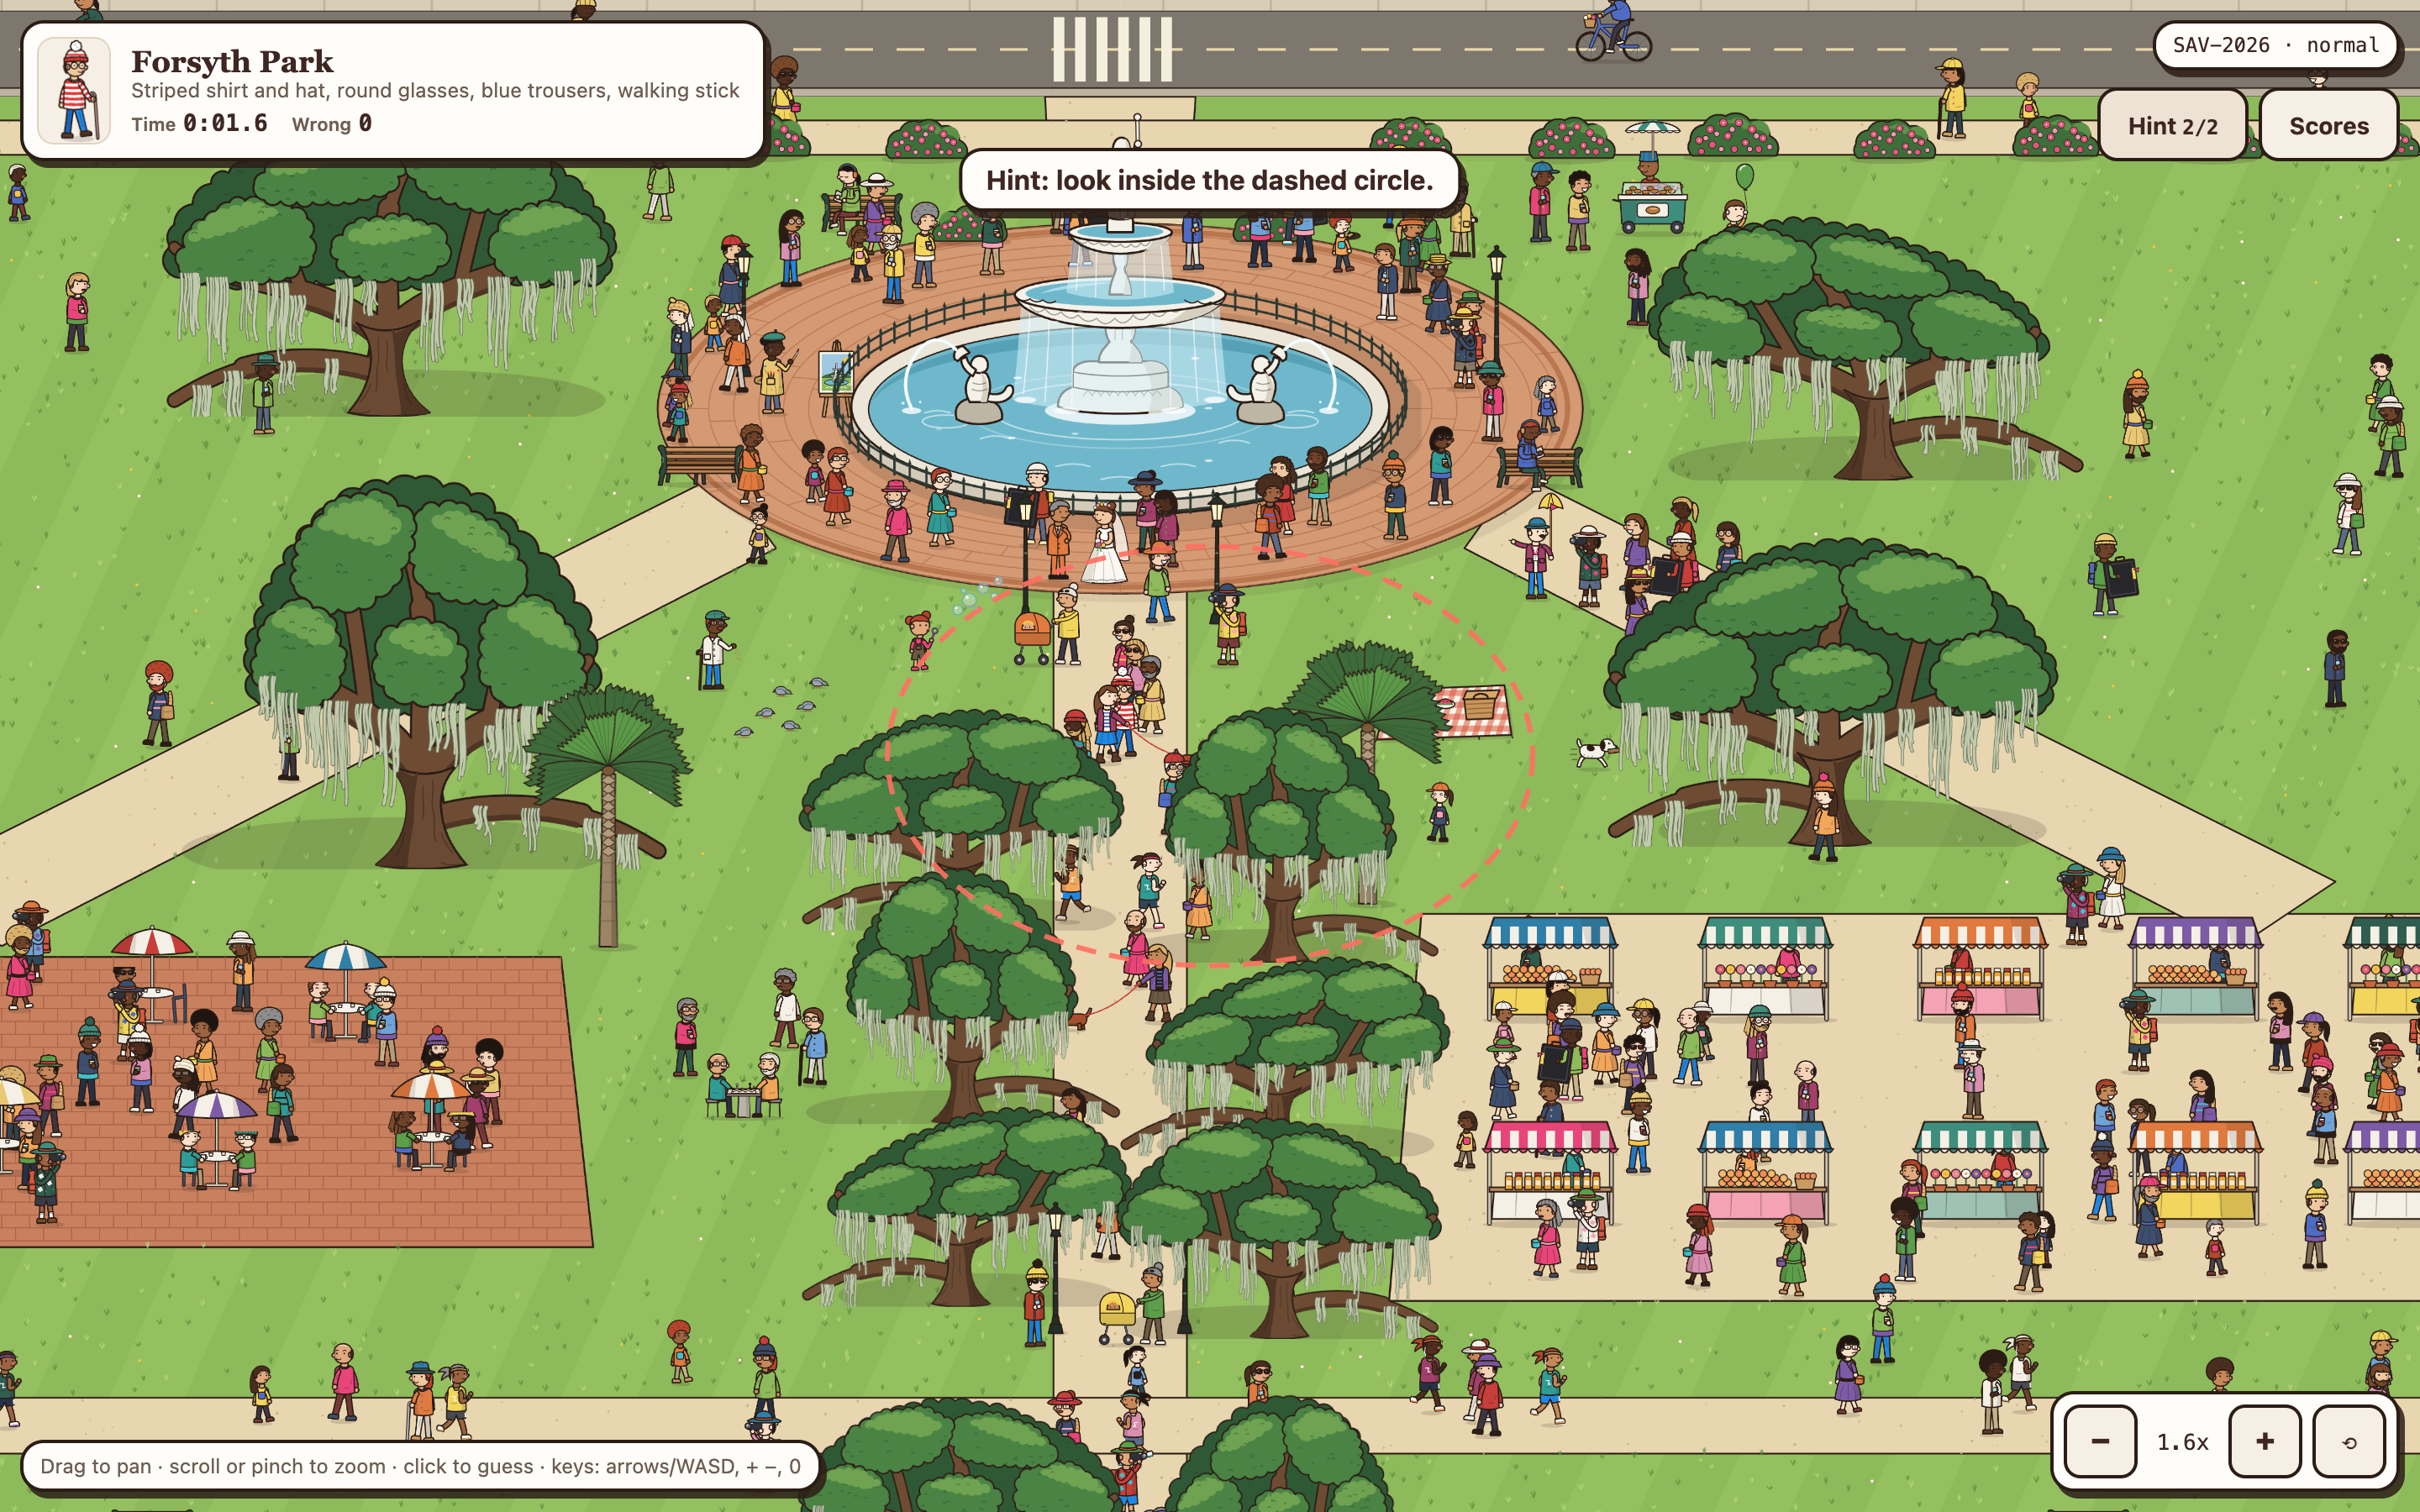 Forsyth Park
Striped shirt and hat, round glasses, blue trousers, walking stick
Time 0:01.6 Wrong 0
SAV-2026 · normal
Hint 2/2
Scores
Hint: look inside the dashed circle.
Drag to pan · scroll or pinch to zoom · click to guess · keys: arrows/WASD, + −, 0
− 1.6x + ⟲